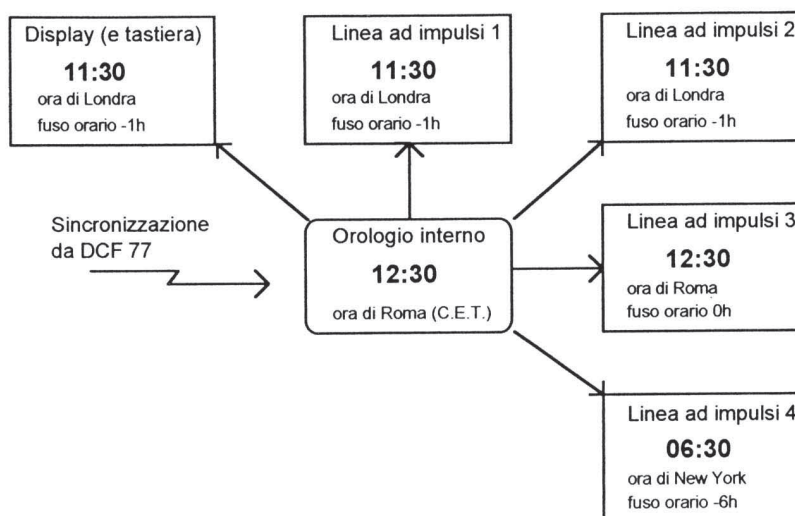 Display (e tastiera)
11:30
ora di Londra
fuso orario -1h
Linea ad impulsi 1
11:30
ora di Londra
fuso orario -1h
Linea ad impulsi 2
11:30
ora di Londra
fuso orario -1h
Sincronizzazione
da DCF 77
Orologio interno
12:30
ora di Roma (C.E.T.)
Linea ad impulsi 3
12:30
ora di Roma
fuso orario 0h
Linea ad impulsi 4
06:30
ora di New York
fuso orario -6h